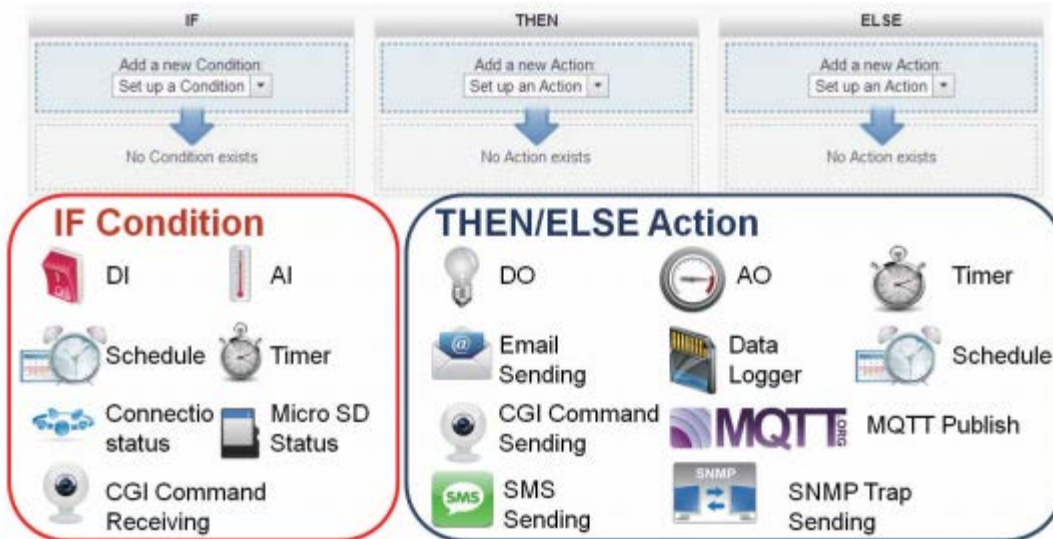 IF
THEN
ELSE
Add a new Condition:
Set up a Condition
Add a new Action:
Set up an Action
Add a new Action:
Set up an Action
No Condition exists
No Action exists
No Action exists
IF Condition
DI
AI
Schedule
Timer
Connectio
status
Micro SD
Status
CGI Command
Receiving
THEN/ELSE Action
DO
AO
Timer
@
Email
Sending
Data
Logger
Schedule
CGI Command
Sending
MQTT.ORG
MQTT Publish
SMS
SMS
Sending
SNMP
SNMP Trap
Sending